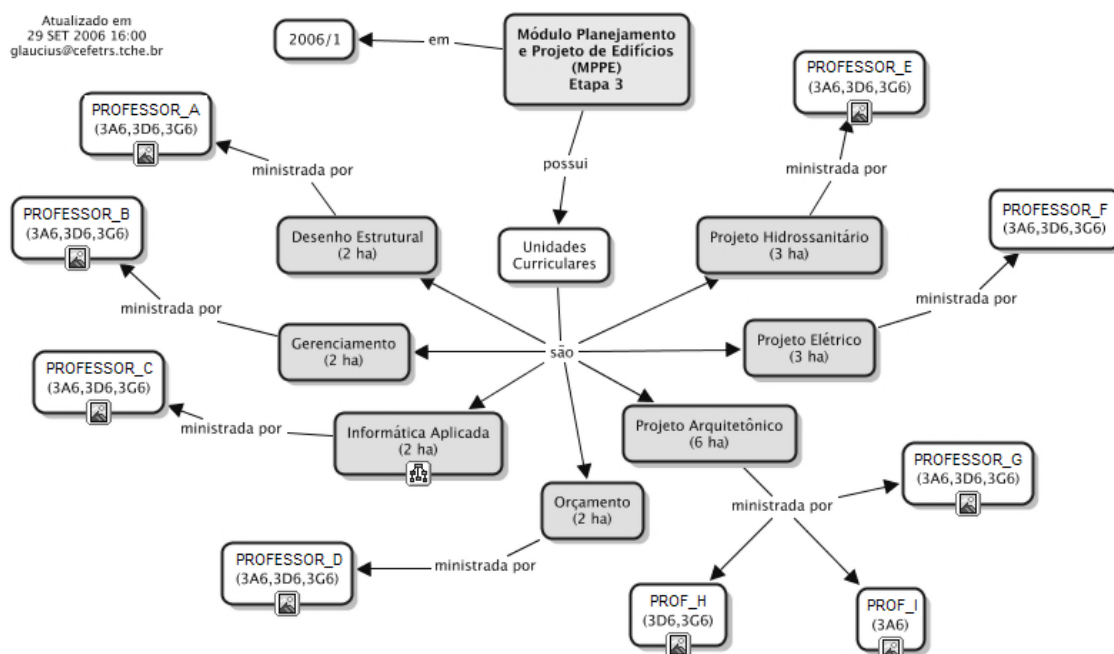 Atualizado em
29 SET 2006 16:00
glaucius@cefetrs.tche.br
2006/1
em
Módulo Planejamento
e Projeto de Edifícios
(MPPE)
Etapa 3
PROFESSOR_E
(3A6,3D6,3G6)
PROFESSOR_A
(3A6,3D6,3G6)
possui
ministrada por
ministrada por
PROFESSOR_B
(3A6,3D6,3G6)
Desenho Estrutural
(2 ha)
Unidades
Curriculares
Projeto Hidrossanitário
(3 ha)
PROFESSOR_F
(3A6,3D6,3G6)
ministrada por
ministrada por
Gerenciamento
(2 ha)
são
Projeto Elétrico
(3 ha)
PROFESSOR_C
(3A6,3D6,3G6)
ministrada por
Informática Aplicada
(2 ha)
Projeto Arquitetônico
(6 ha)
PROFESSOR_G
(3A6,3D6,3G6)
Orçamento
(2 ha)
ministrada por
PROFESSOR_D
(3A6,3D6,3G6)
ministrada por
PROF_H
(3D6,3G6)
PROF_I
(3A6)